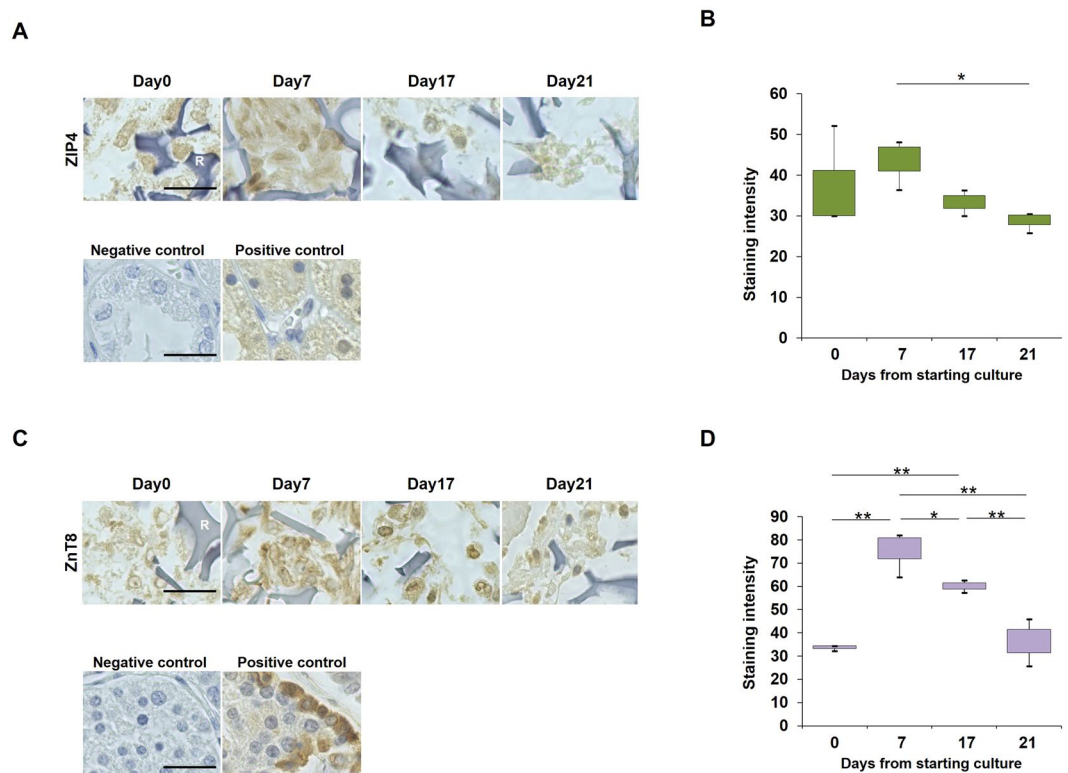 A
Day0 Day7 Day17 Day21
ZIP4
R
Negative control Positive control
B
*
Staining intensity
60
50
40
30
20
10
0
0 7 17 21
Days from starting culture
C
Day0 Day7 Day17 Day21
ZnT8
R
Negative control Positive control
D
**
**
** * **
Staining intensity
90
80
70
60
50
40
30
20
10
0
0 7 17 21
Days from starting culture